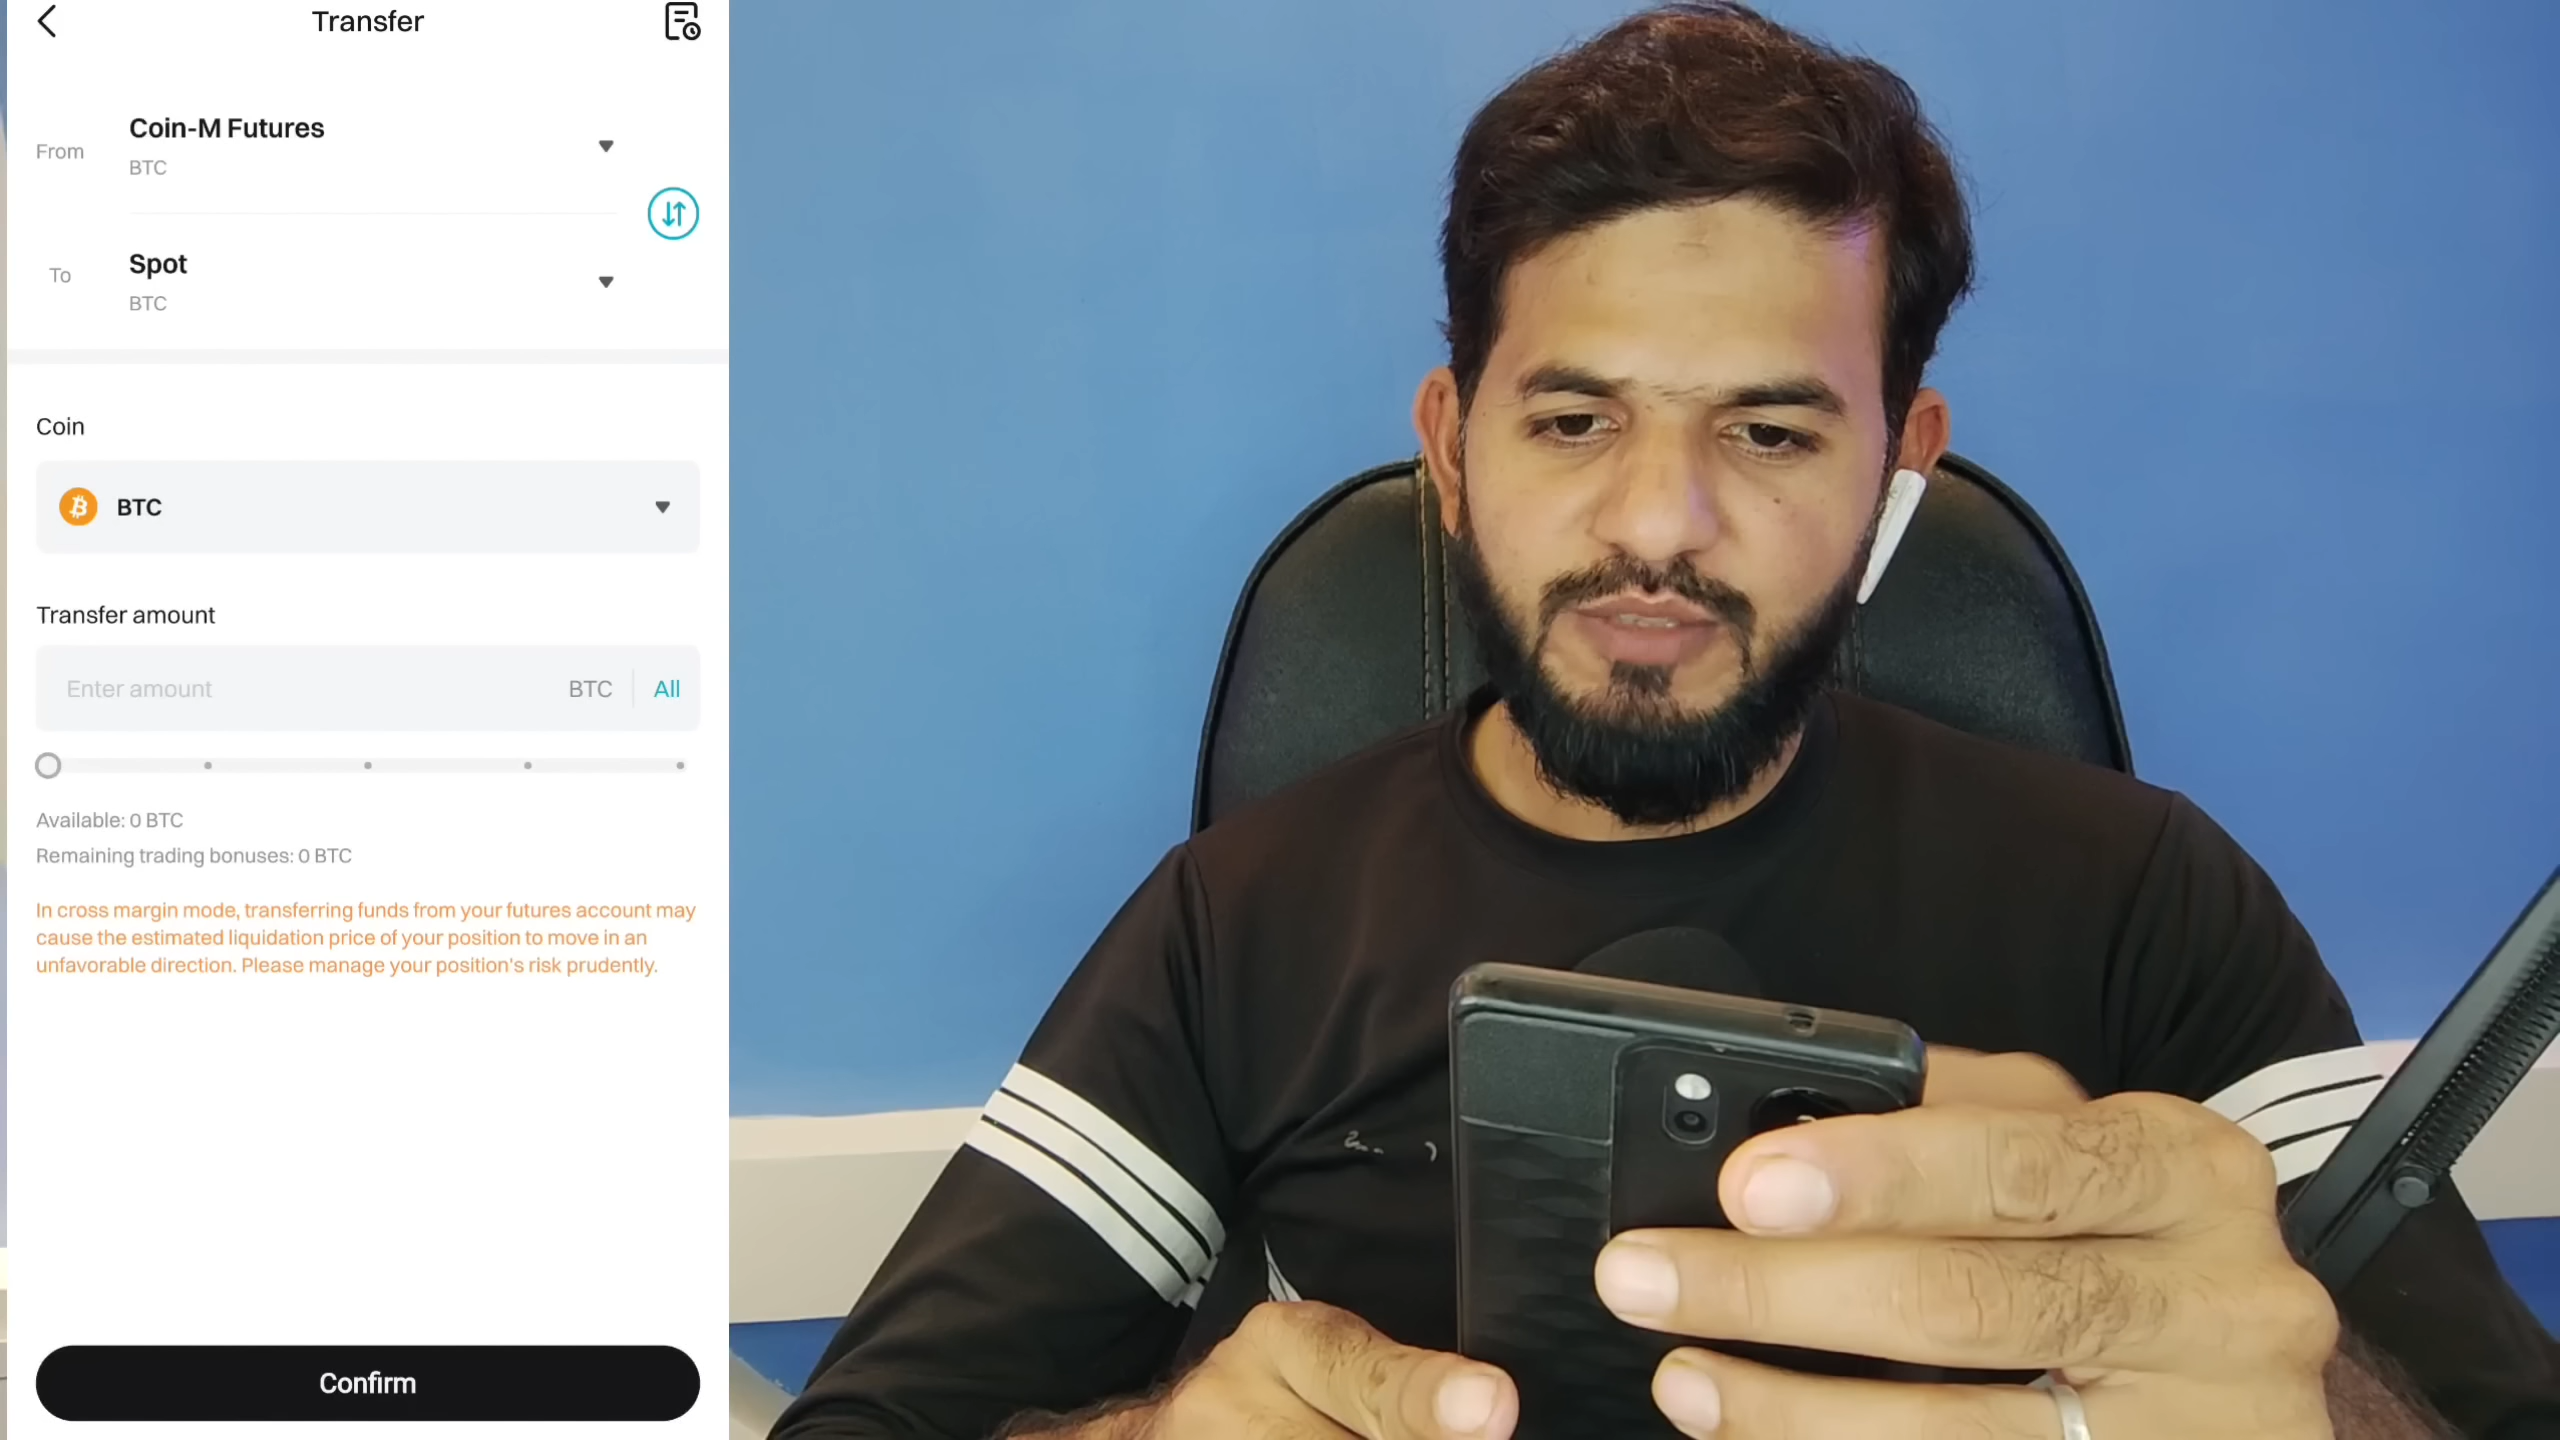 Transfer
From
Coin-M Futures
BTC
To
Spot
BTC
Coin
BTC
Transfer amount
Enter amount BTC All
Available: 0 BTC
Remaining trading bonuses: 0 BTC
In cross margin mode, transferring funds from your futures account may
cause the estimated liquidation price of your position to move in an
unfavorable direction. Please manage your position's risk prudently.
Confirm